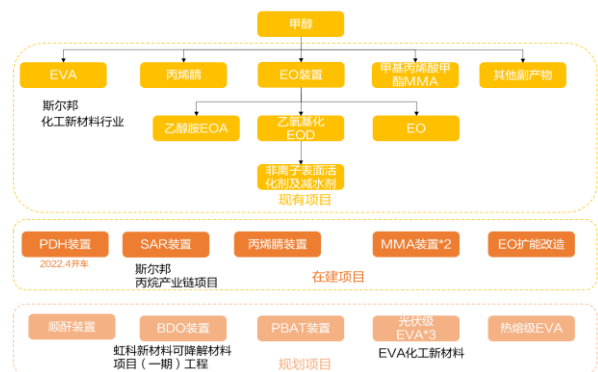 甲醇
EVA
丙烯腈
EO装置
甲基丙烯酸甲
酯MMA
其他副产物
斯尔邦
化工新材料行业
乙醇胺EOA
乙氧基化
EOD
EO
非离子表面活
化剂及减水剂
现有项目
PDH装置
SAR装置
丙烯腈装置
MMA装置*2
EO扩能改造
2022.4开车
斯尔邦
丙烷产业链项目
在建项目
顺酐装置
BDO装置
PBAT装置
光伏级
EVA*3
热熔级EVA
虹科新材料可降解材料
项目（一期）工程
EVA化工新材料
规划项目